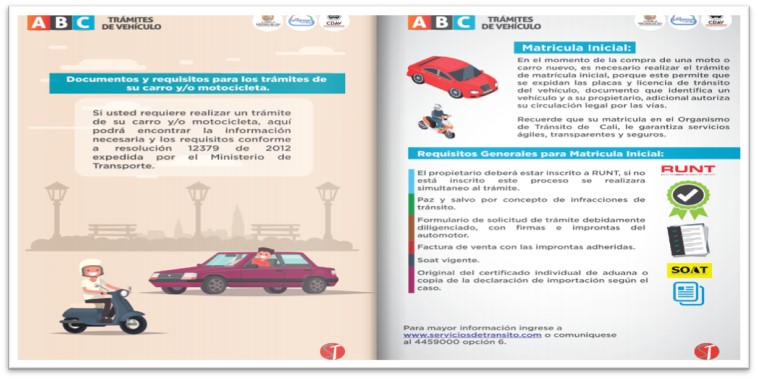 ABC TRÁMITES
DE VEHÍCULO
CDAV
Documentos y requisitos para los trámites de
su carro y/o motocicleta.
Si usted requiere realizar un trámite
de su carro y/o motocicleta, aquí
podrá encontrar la información
necesaria y los requisitos conforme
a resolución 12379 de 2012
expedida por el Ministerio de
Transporte.
ABC TRÁMITES
DE VEHÍCULO
CDAV
Matricula Inicial:
En el momento de la compra de una moto o
carro nuevo, es necesario realizar el trámite
de matrícula inicial, porque este permite que
se expidan las placas y licencia de tránsito
del vehículo, documento que identifica un
vehículo y a su propietario, adicional autoriza
su circulación legal por las vías.
Recuerde que su matricula en el Organismo
de Tránsito de Cali, le garantiza servicios
ágiles, transparentes y seguros.
Requisitos Generales para Matricula Inicial:
El propietario deberá estar inscrito a RUNT, si no
está inscrito este proceso se realizara
simultaneo al trámite.
RUNT
Paz y salvo por concepto de infracciones de
tránsito.
Formulario de solicitud de trámite debidamente
diligenciado, con firmas e improntas del
automotor.
Factura de venta con las improntas adheridas.
Soat vigente.
SOAT
Original del certificado individual de aduana o
copia de la declaración de importación según el
caso.
Para mayor información ingrese a
www.serviciosdetransito.com o comuníquese
al 4459000 opción 6.